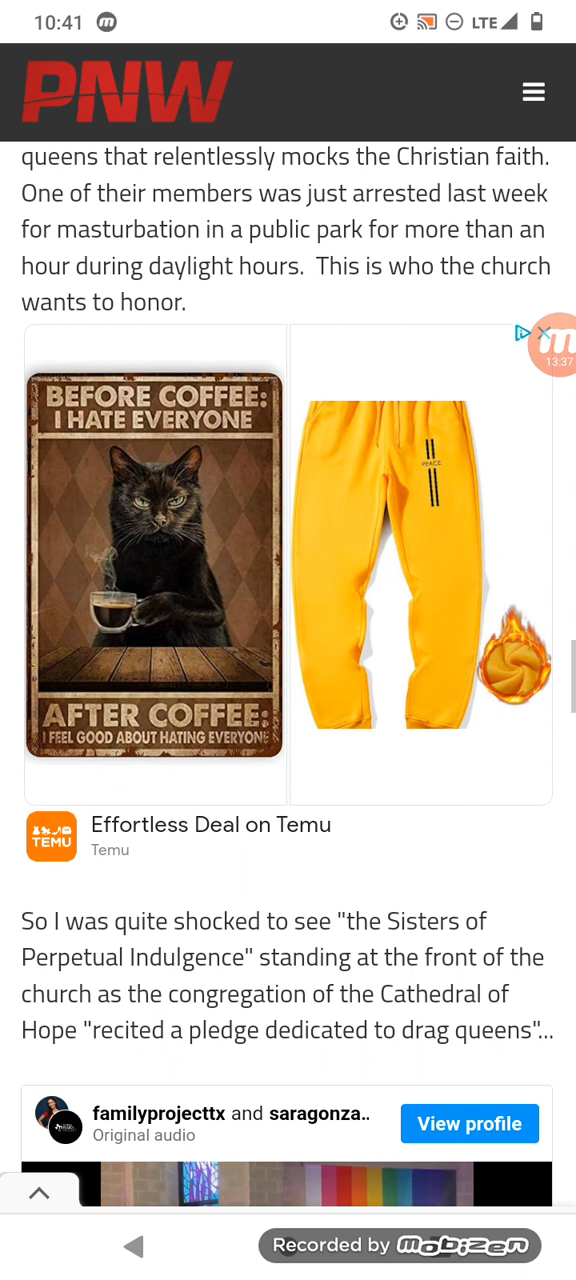 10:41
LTE
PNW
queens that relentlessly mocks the Christian faith.
One of their members was just arrested last week
for masturbation in a public park for more than an
hour during daylight hours.  This is who the church
wants to honor.
13:37
BEFORE COFFEE:
I HATE EVERYONE
PEACE
AFTER COFFEE:
I FEEL GOOD ABOUT HATING EVERYONE
TEMU
Effortless Deal on Temu
Temu
So I was quite shocked to see "the Sisters of
Perpetual Indulgence" standing at the front of the
church as the congregation of the Cathedral of
Hope "recited a pledge dedicated to drag queens"...
familyprojecttx and saragonza..
Original audio
View profile
Recorded by mobizen